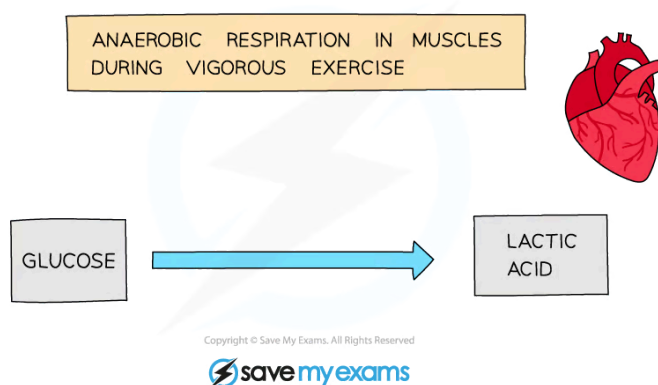 ANAEROBIC RESPIRATION IN MUSCLES
DURING VIGOROUS EXERCISE
GLUCOSE
LACTIC
ACID
Copyright © Save My Exams. All Rights Reserved
save my exams